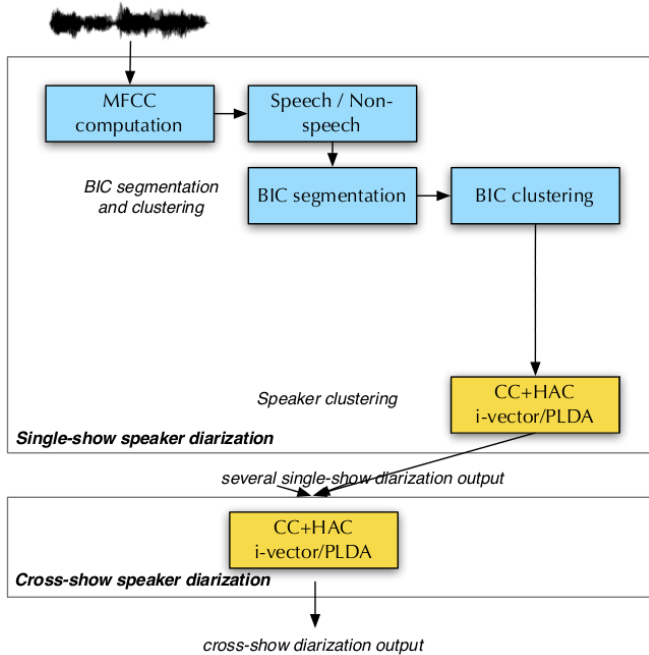 MFCC
computation
Speech / Non-
speech
BIC segmentation
and clustering
BIC segmentation
BIC clustering
Speaker clustering
CC+HAC
i-vector/PLDA
Single-show speaker diarization
several single-show diarization output
CC+HAC
i-vector/PLDA
Cross-show speaker diarization
cross-show diarization output